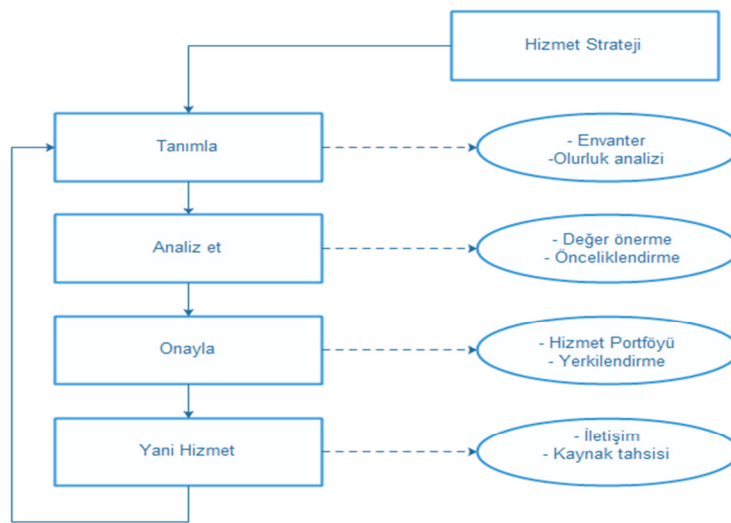 Hizmet Strateji
Tanımla
- Envanter
-Olurluk analizi
Analiz et
- Değer önerme
- Önceliklendirme
Onayla
- Hizmet Portföyü
- Yerkilendirme
Yani Hizmet
- İletişim
- Kaynak tahsisi